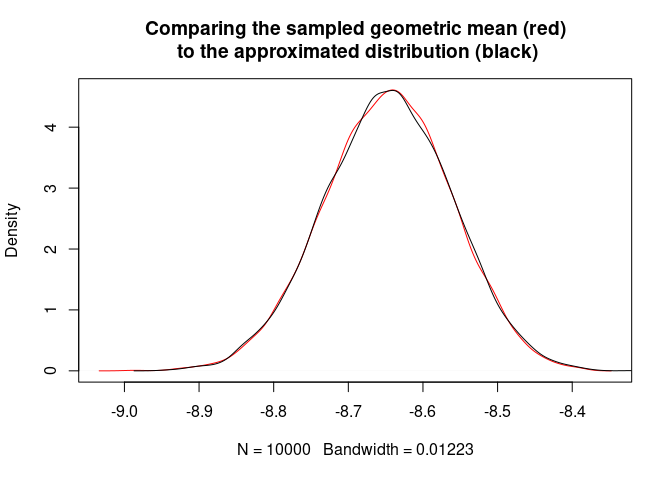 Comparing the sampled geometric mean (red)
to the approximated distribution (black)
Density
4
3
2
1
0
-9.0 -8.9 -8.8 -8.7 -8.6 -8.5 -8.4
N = 10000 Bandwidth = 0.01223